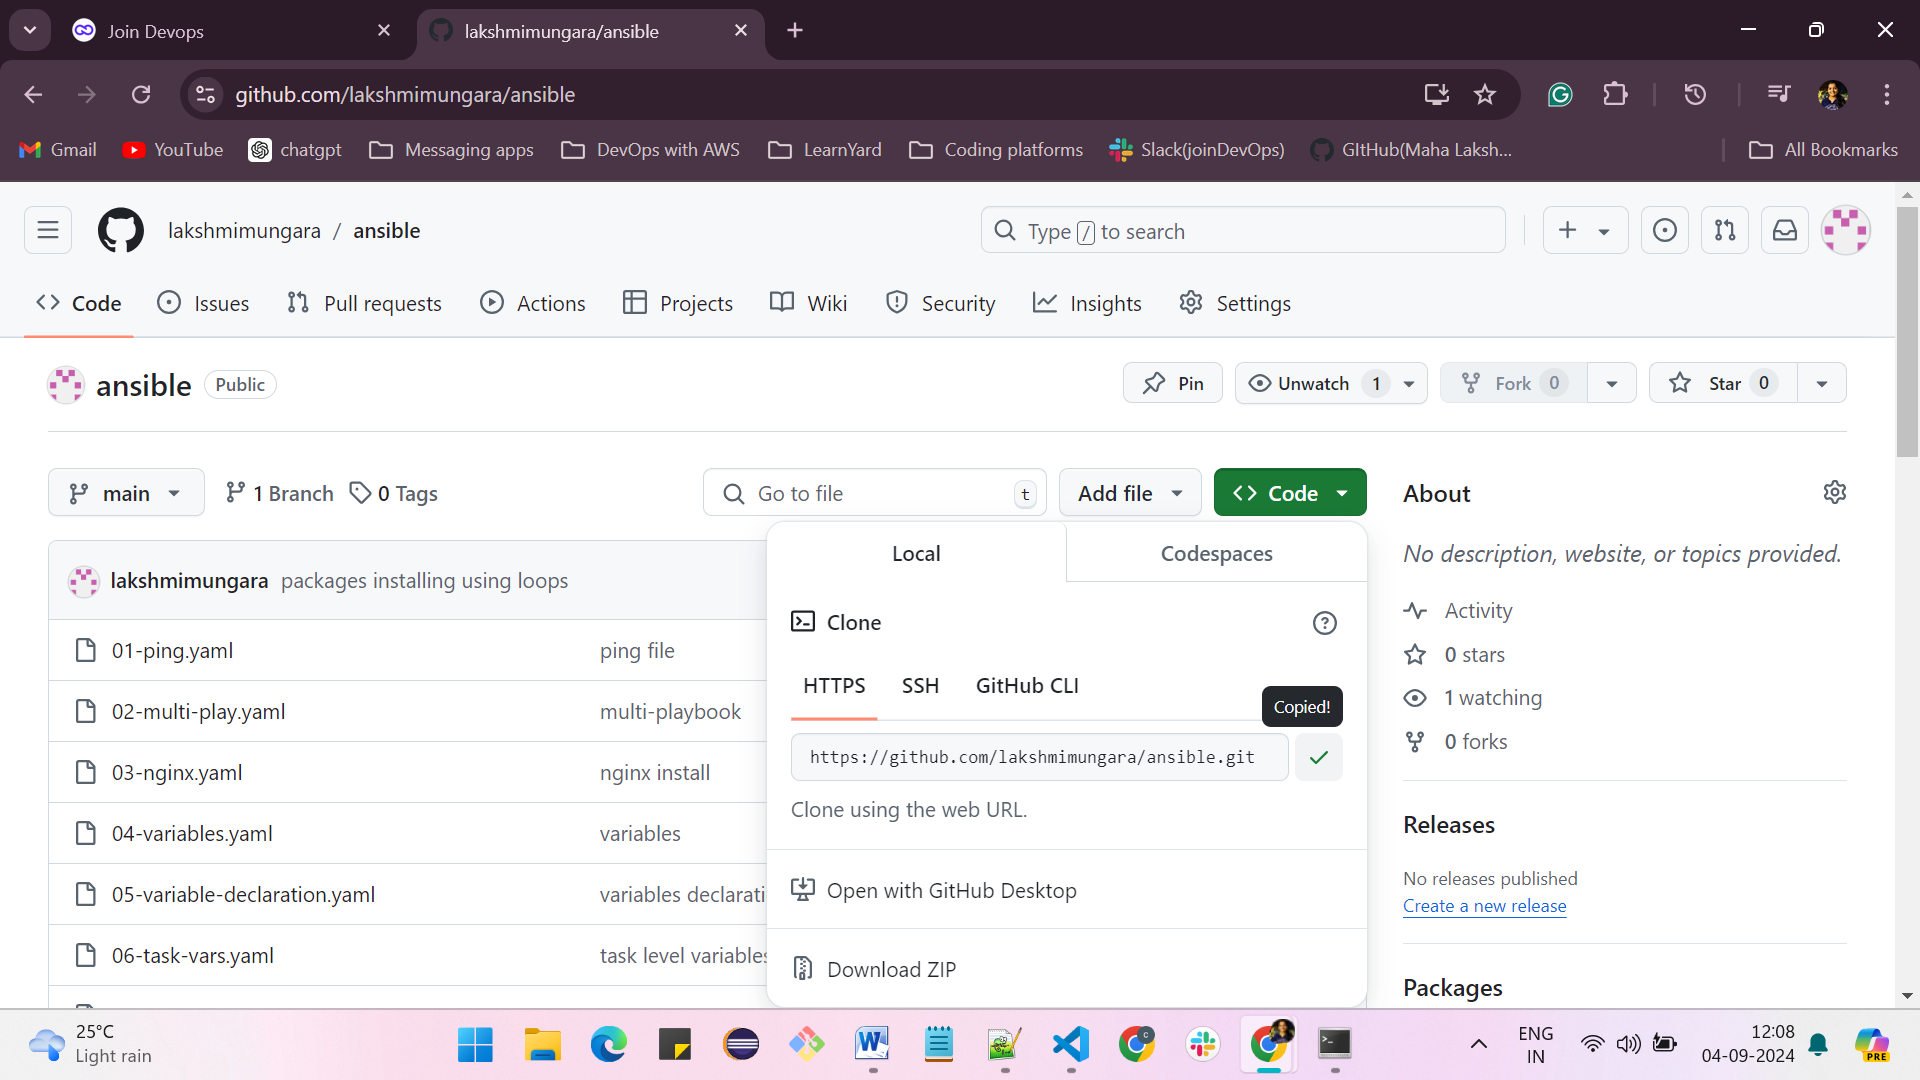 Join Devops
lakshmimungara/ansible
github.com/lakshmimungara/ansible
Gmail
YouTube
chatgpt
Messaging apps
DevOps with AWS
LearnYard
Coding platforms
Slack(joinDevOps)
GItHub(Maha Laksh...
All Bookmarks
lakshmimungara / ansible
Type / to search
Code
Issues
Pull requests
Actions
Projects
Wiki
Security
Insights
Settings
ansible Public
Pin
Unwatch 1
Fork 0
Star 0
main
1 Branch
0 Tags
Go to file t
Add file
Code
About
Local
Codespaces
No description, website, or topics provided.
lakshmimungara packages installing using loops
Clone
Activity
01-ping.yaml ping file
0 stars
HTTPS
SSH
GitHub CLI
Copied!
1 watching
02-multi-play.yaml multi-playbook
0 forks
https://github.com/lakshmimungara/ansible.git
03-nginx.yaml nginx install
Clone using the web URL.
04-variables.yaml variables
Releases
No releases published
Create a new release
05-variable-declaration.yaml variables declarati
Open with GitHub Desktop
06-task-vars.yaml task level variables
Download ZIP
Packages
25°C
Light rain
ENG
IN
12:08
04-09-2024
PRE